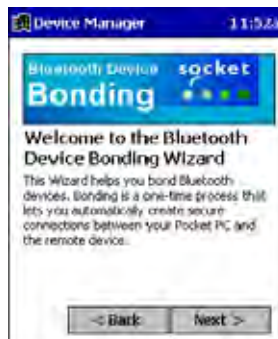 Device Manager 11:52a
Bluetooth Device
socket
Bonding
Welcome to the Bluetooth
Device Bonding Wizard
This Wizard helps you bond Bluetooth
devices. Bonding is a one-time process that
lets you automatically create secure
connections between your Pocket PC and
the remote device.
< Back Next >